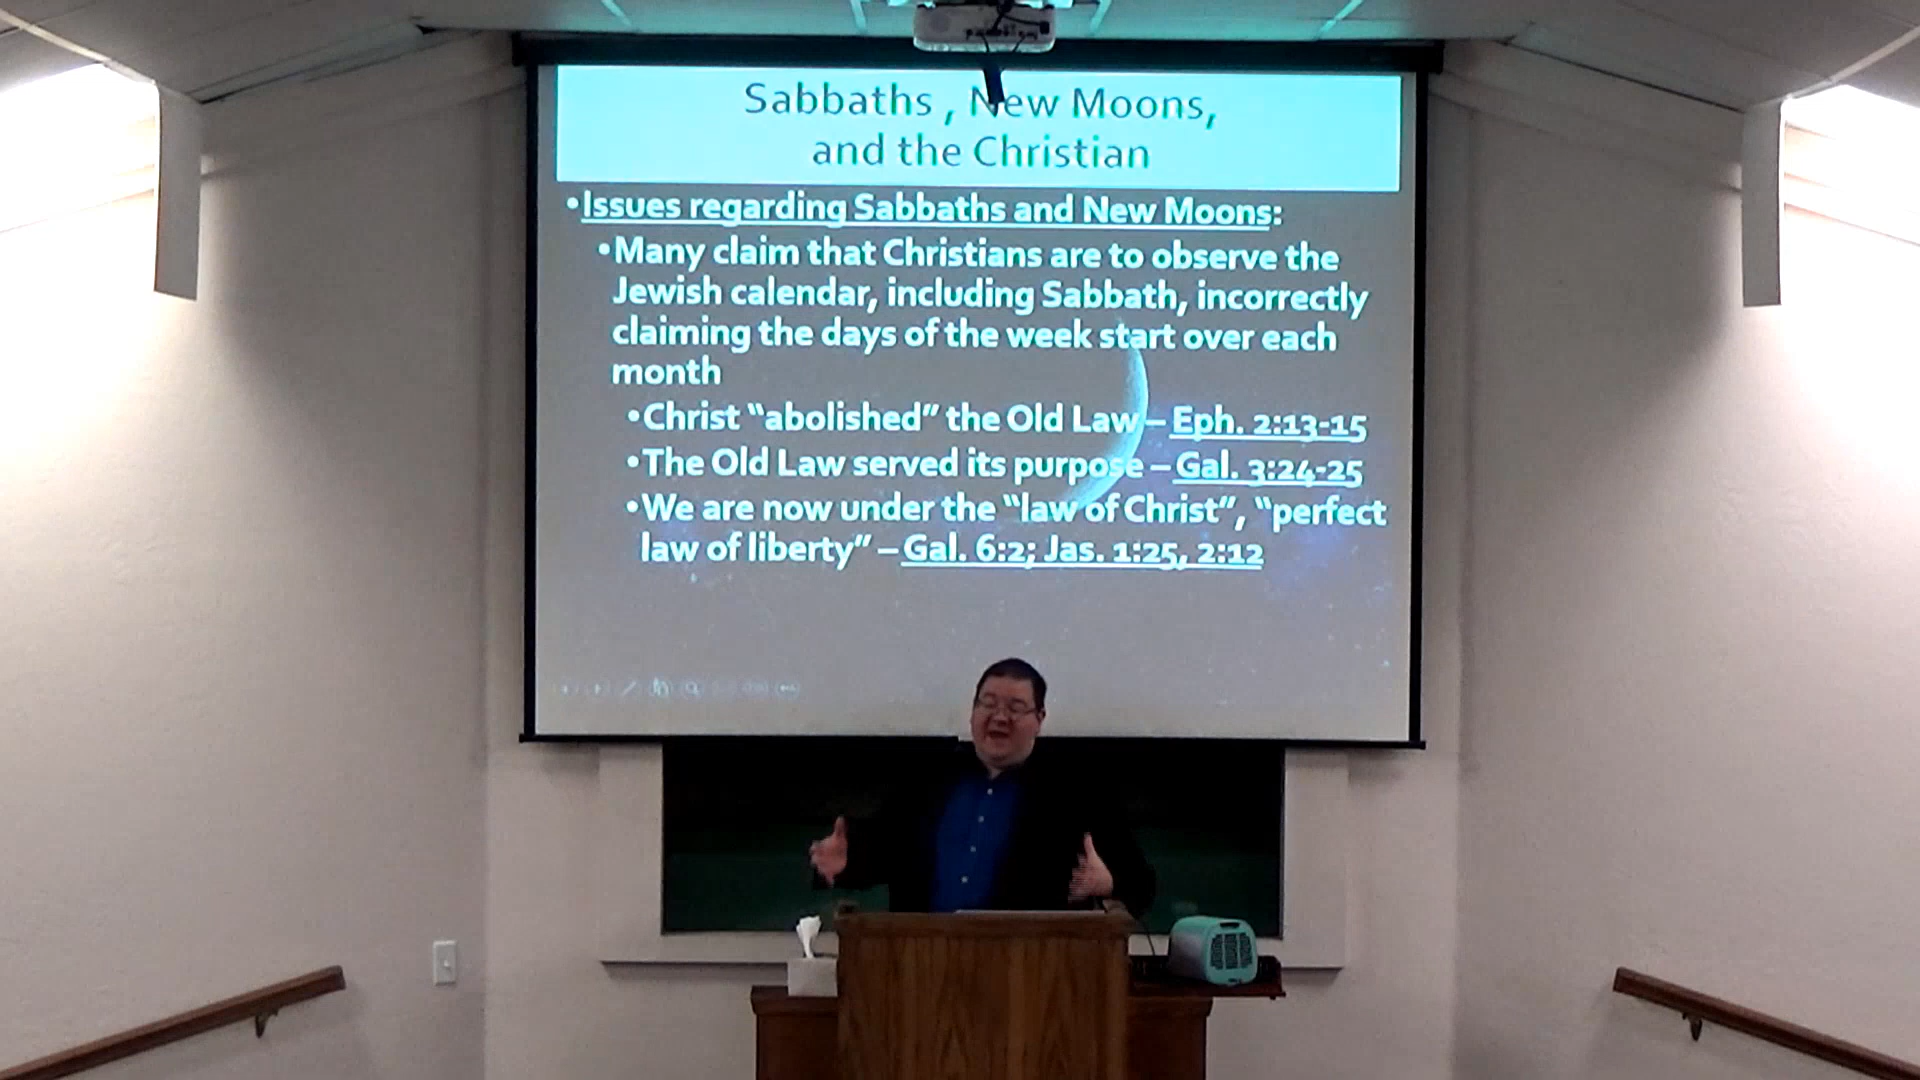 Sabbaths , New Moons,
and the Christian
•Issues regarding Sabbaths and New Moons:
•Many claim that Christians are to observe the
Jewish calendar, including Sabbath, incorrectly
claiming the days of the week start over each
month
•Christ “abolished” the Old Law – Eph. 2:13-15
•The Old Law served its purpose – Gal. 3:24-25
•We are now under the “law of Christ”, “perfect
law of liberty” – Gal. 6:2; Jas. 1:25, 2:12